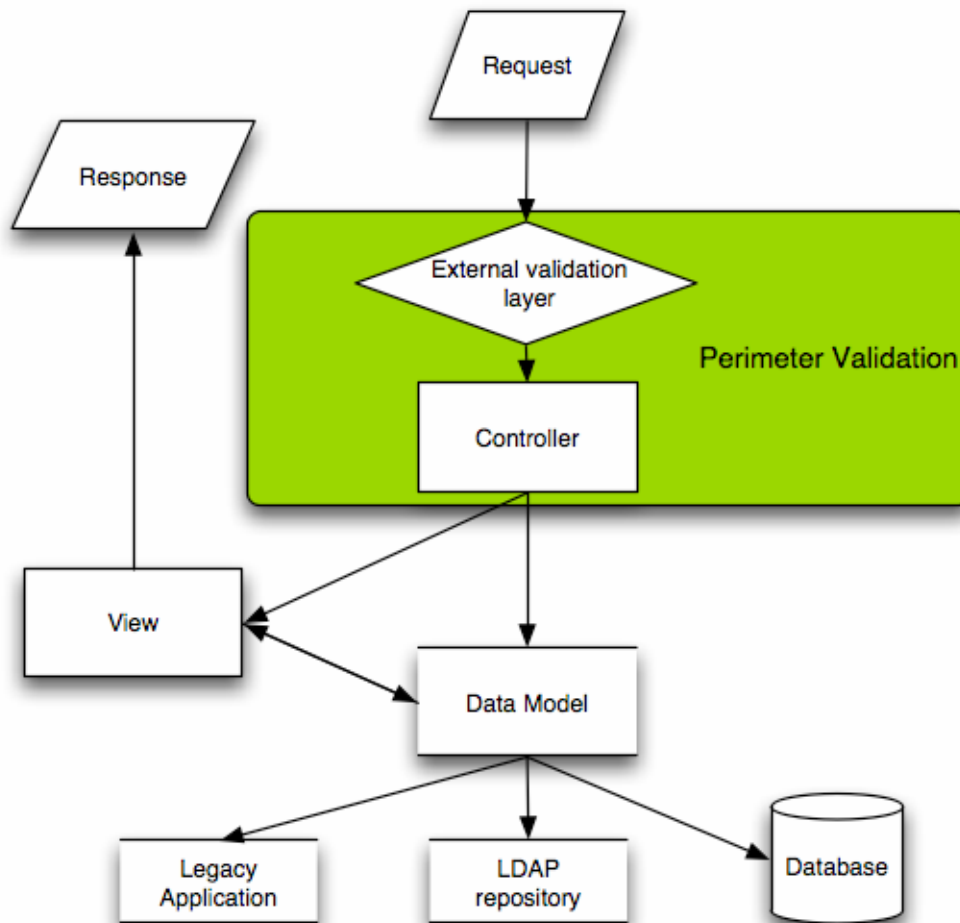 Request
Response
External validation
layer
Perimeter Validation
Controller
View
Data Model
Legacy
Application
LDAP
repository
Database